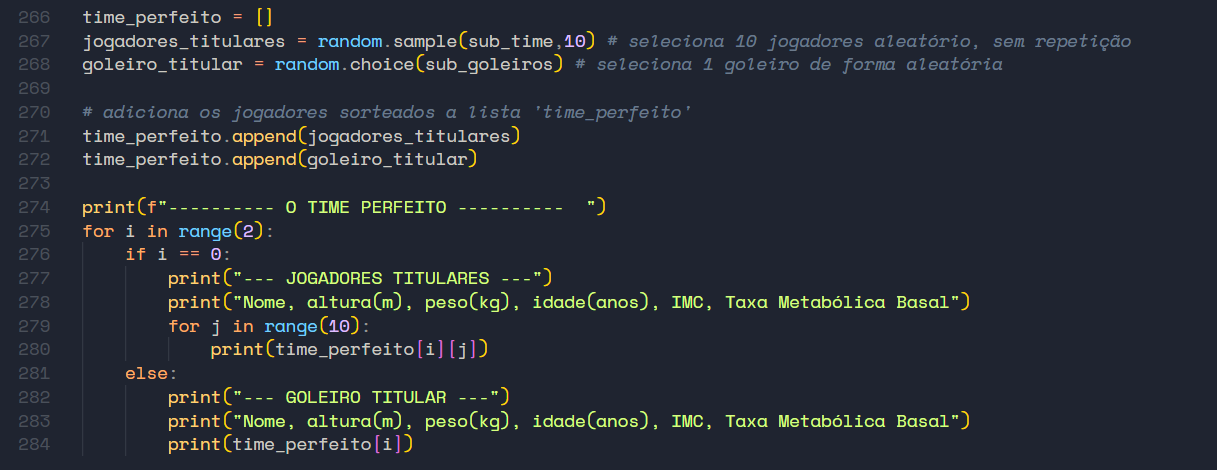 266 time_perfeito = []
267 jogadores_titulares = random.sample(sub_time,10) # seleciona 10 jogadores aleatório, sem repetição
268 goleiro_titular = random.choice(sub_goleiros) # seleciona 1 goleiro de forma aleatória
269
270 # adiciona os jogadores sorteados a lista 'time_perfeito'
271 time_perfeito.append(jogadores_titulares)
272 time_perfeito.append(goleiro_titular)
273
274 print(f"---------- O TIME PERFEITO ----------  ")
275 for i in range(2):
276     if i == 0:
277         print("--- JOGADORES TITULARES ---")
278         print("Nome, altura(m), peso(kg), idade(anos), IMC, Taxa Metabólica Basal")
279         for j in range(10):
280             print(time_perfeito[i][j])
281     else:
282         print("--- GOLEIRO TITULAR ---")
283         print("Nome, altura(m), peso(kg), idade(anos), IMC, Taxa Metabólica Basal")
284         print(time_perfeito[i])